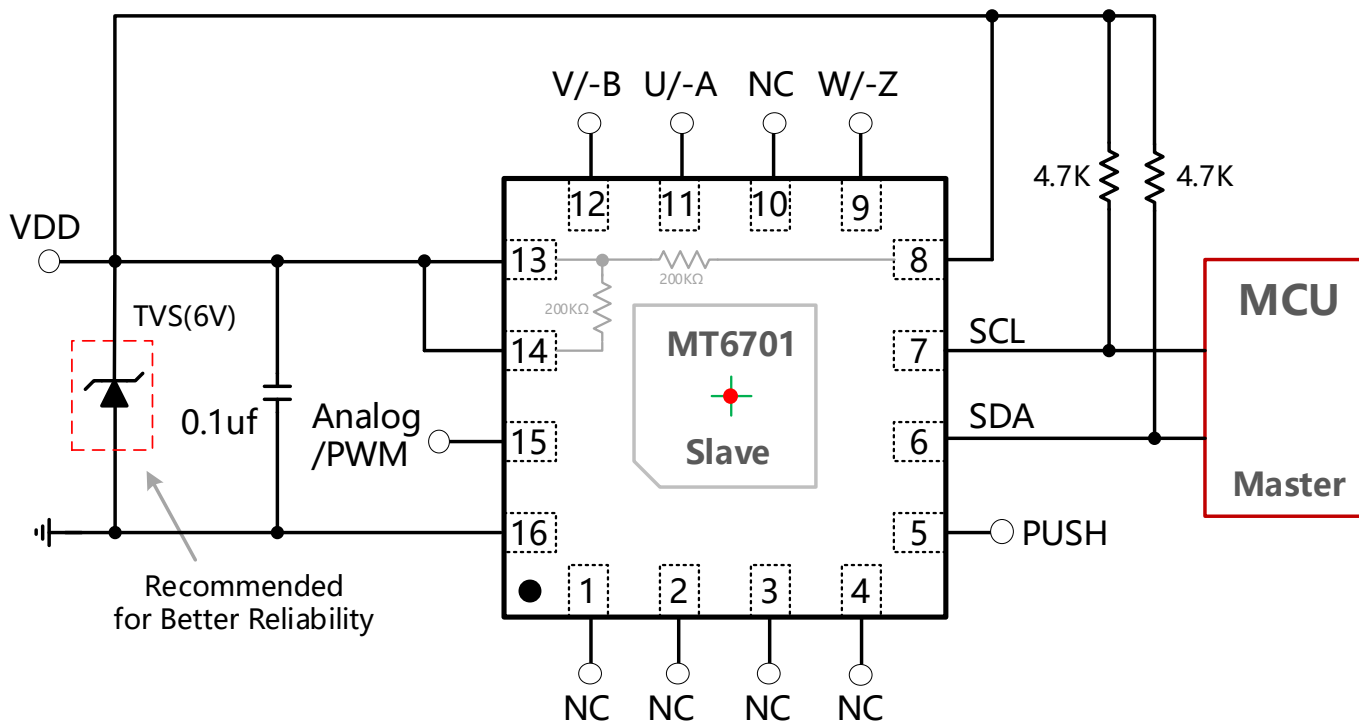 V/-B
U/-A
NC
W/-Z
12
11
10
9
4.7K
4.7K
VDD
13
200KΩ
8
TVS(6V)
200KΩ
14
MT6701
7
SCL
MCU
0.1uf
Analog
/PWM
15
Slave
6
SDA
Master
16
5
PUSH
Recommended
for Better Reliability
1
2
3
4
NC
NC
NC
NC